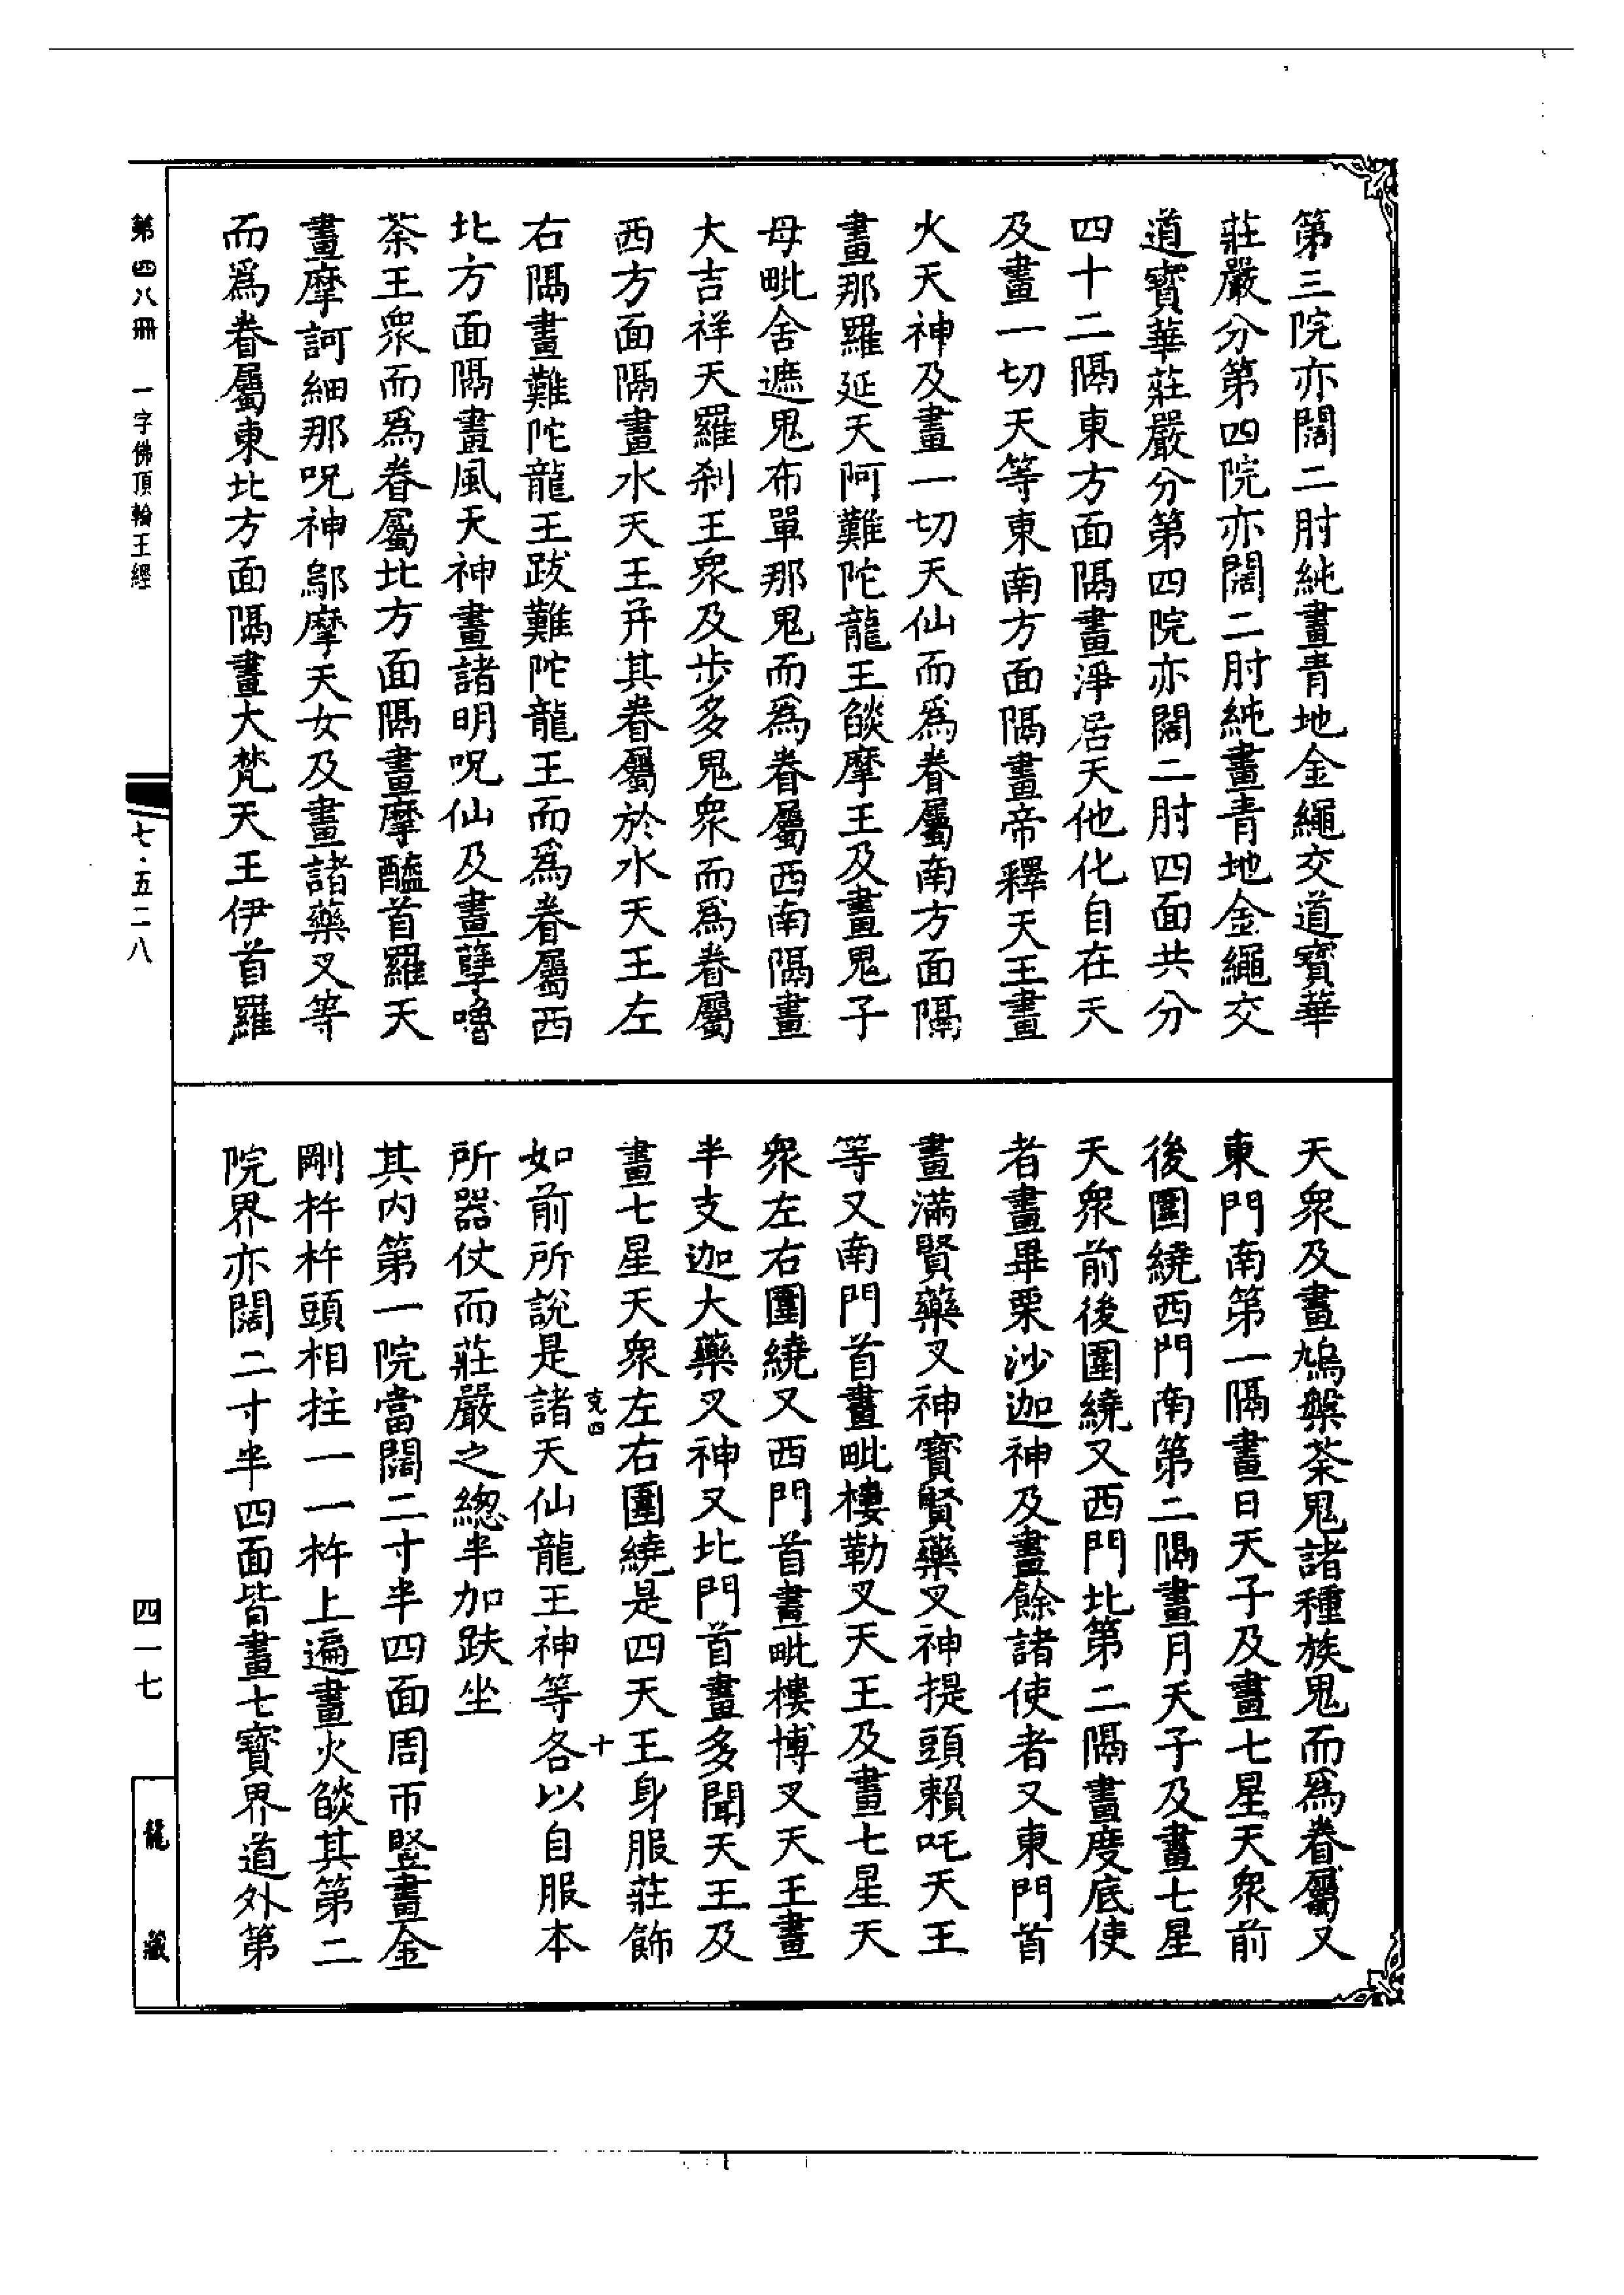 第三院亦闊二肘純畫青地金繩交道寶華
莊嚴分第四院亦闊二肘純畫青地金繩交
道寶華莊嚴分第四院亦闊二肘四面共分
四十二隔東方面隔畫淨居天他化自在天
及畫一切天等東南方面隔畫帝釋天王畫
火天神及畫一切天仙而爲眷屬南方面隔
畫那羅延天阿難陀龍王燄摩王及畫鬼子
母毗舍遮鬼布單那鬼而爲眷屬西南隔畫
大吉祥天羅刹王衆及步多鬼衆而爲眷屬
西方面隔畫水天王并其眷屬於水天王左
右隔畫難陀龍王跋難陀龍王而爲眷屬西
北方面隔畫風天神畫諸明呪仙及畫孽嚕
荼王衆而爲眷屬北方面隔畫摩醯首羅天
畫摩訶細那呪神鄔摩天女及畫諸藥叉等
而爲眷屬東北方面隔畫大梵天王伊首羅
天衆及畫鳩槃荼鬼諸種族鬼而爲眷屬又
東門南第一隔畫日天子及畫七星天衆前
後圍繞西門南第二隔畫月天子及畫七星
天衆前後圍繞又西門北第二隔畫度底使
者畫畢栗沙迦神及畫餘諸使者又東門首
畫滿賢藥叉神寶賢藥叉神提頭賴吒天王
等又南門首畫毗樓勒叉天王及畫七星天
衆左右圍繞又西門首畫毗樓博叉天王畫
半支迦大藥叉神又北門首畫多聞天王及
畫七星天衆左右圍繞是四天王身服莊飾
克四
十
如前所說是諸天仙龍王神等各以自服本
所器仗而莊嚴之緫半加趺坐
其内第一院當闊二寸半四面周帀豎畫金
剛杵杵頭相拄一一杵上遍畫火燄其第二
院界亦闊二寸半四面皆畫七寶界道外第
第四八冊　一字佛頂輪王經
七·五二八
四一七
龍藏